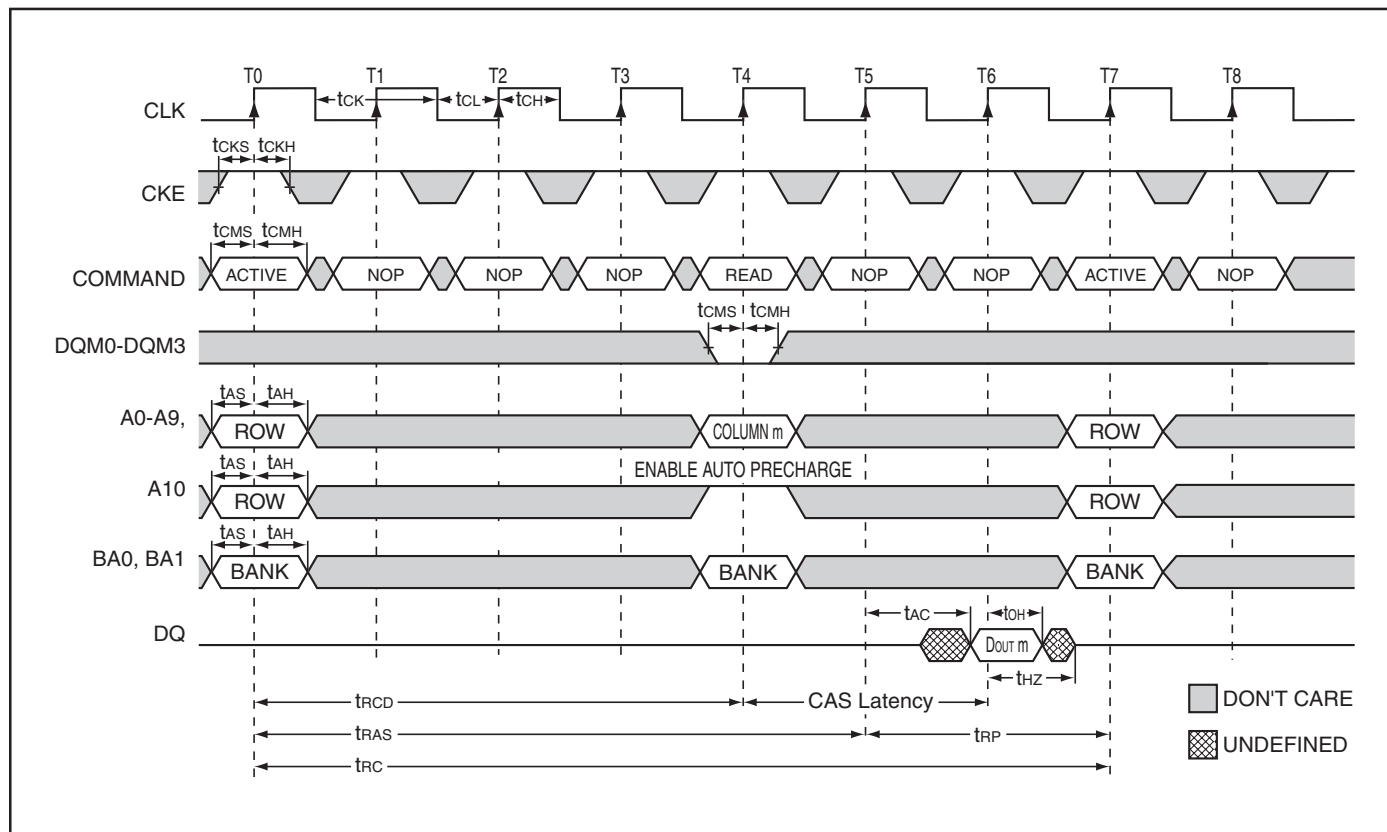 T0 T1 T2 T3 T4 T5 T6 T7 T8
CLK tCK tCL tCH
tCKS tCKH
CKE
tCMS tCMH
COMMAND ACTIVE NOP NOP NOP READ NOP NOP ACTIVE NOP
tCMS tCMH
DQM0-DQM3
tAS tAH
A0-A9, ROW COLUMN m ROW
tAS tAH ENABLE AUTO PRECHARGE
A10 ROW ROW
tAS tAH
BA0, BA1 BANK BANK BANK
tAC tOH
DQ DOUT m
tHZ
tRCD CAS Latency DON'T CARE
tRAS tRP UNDEFINED
tRC